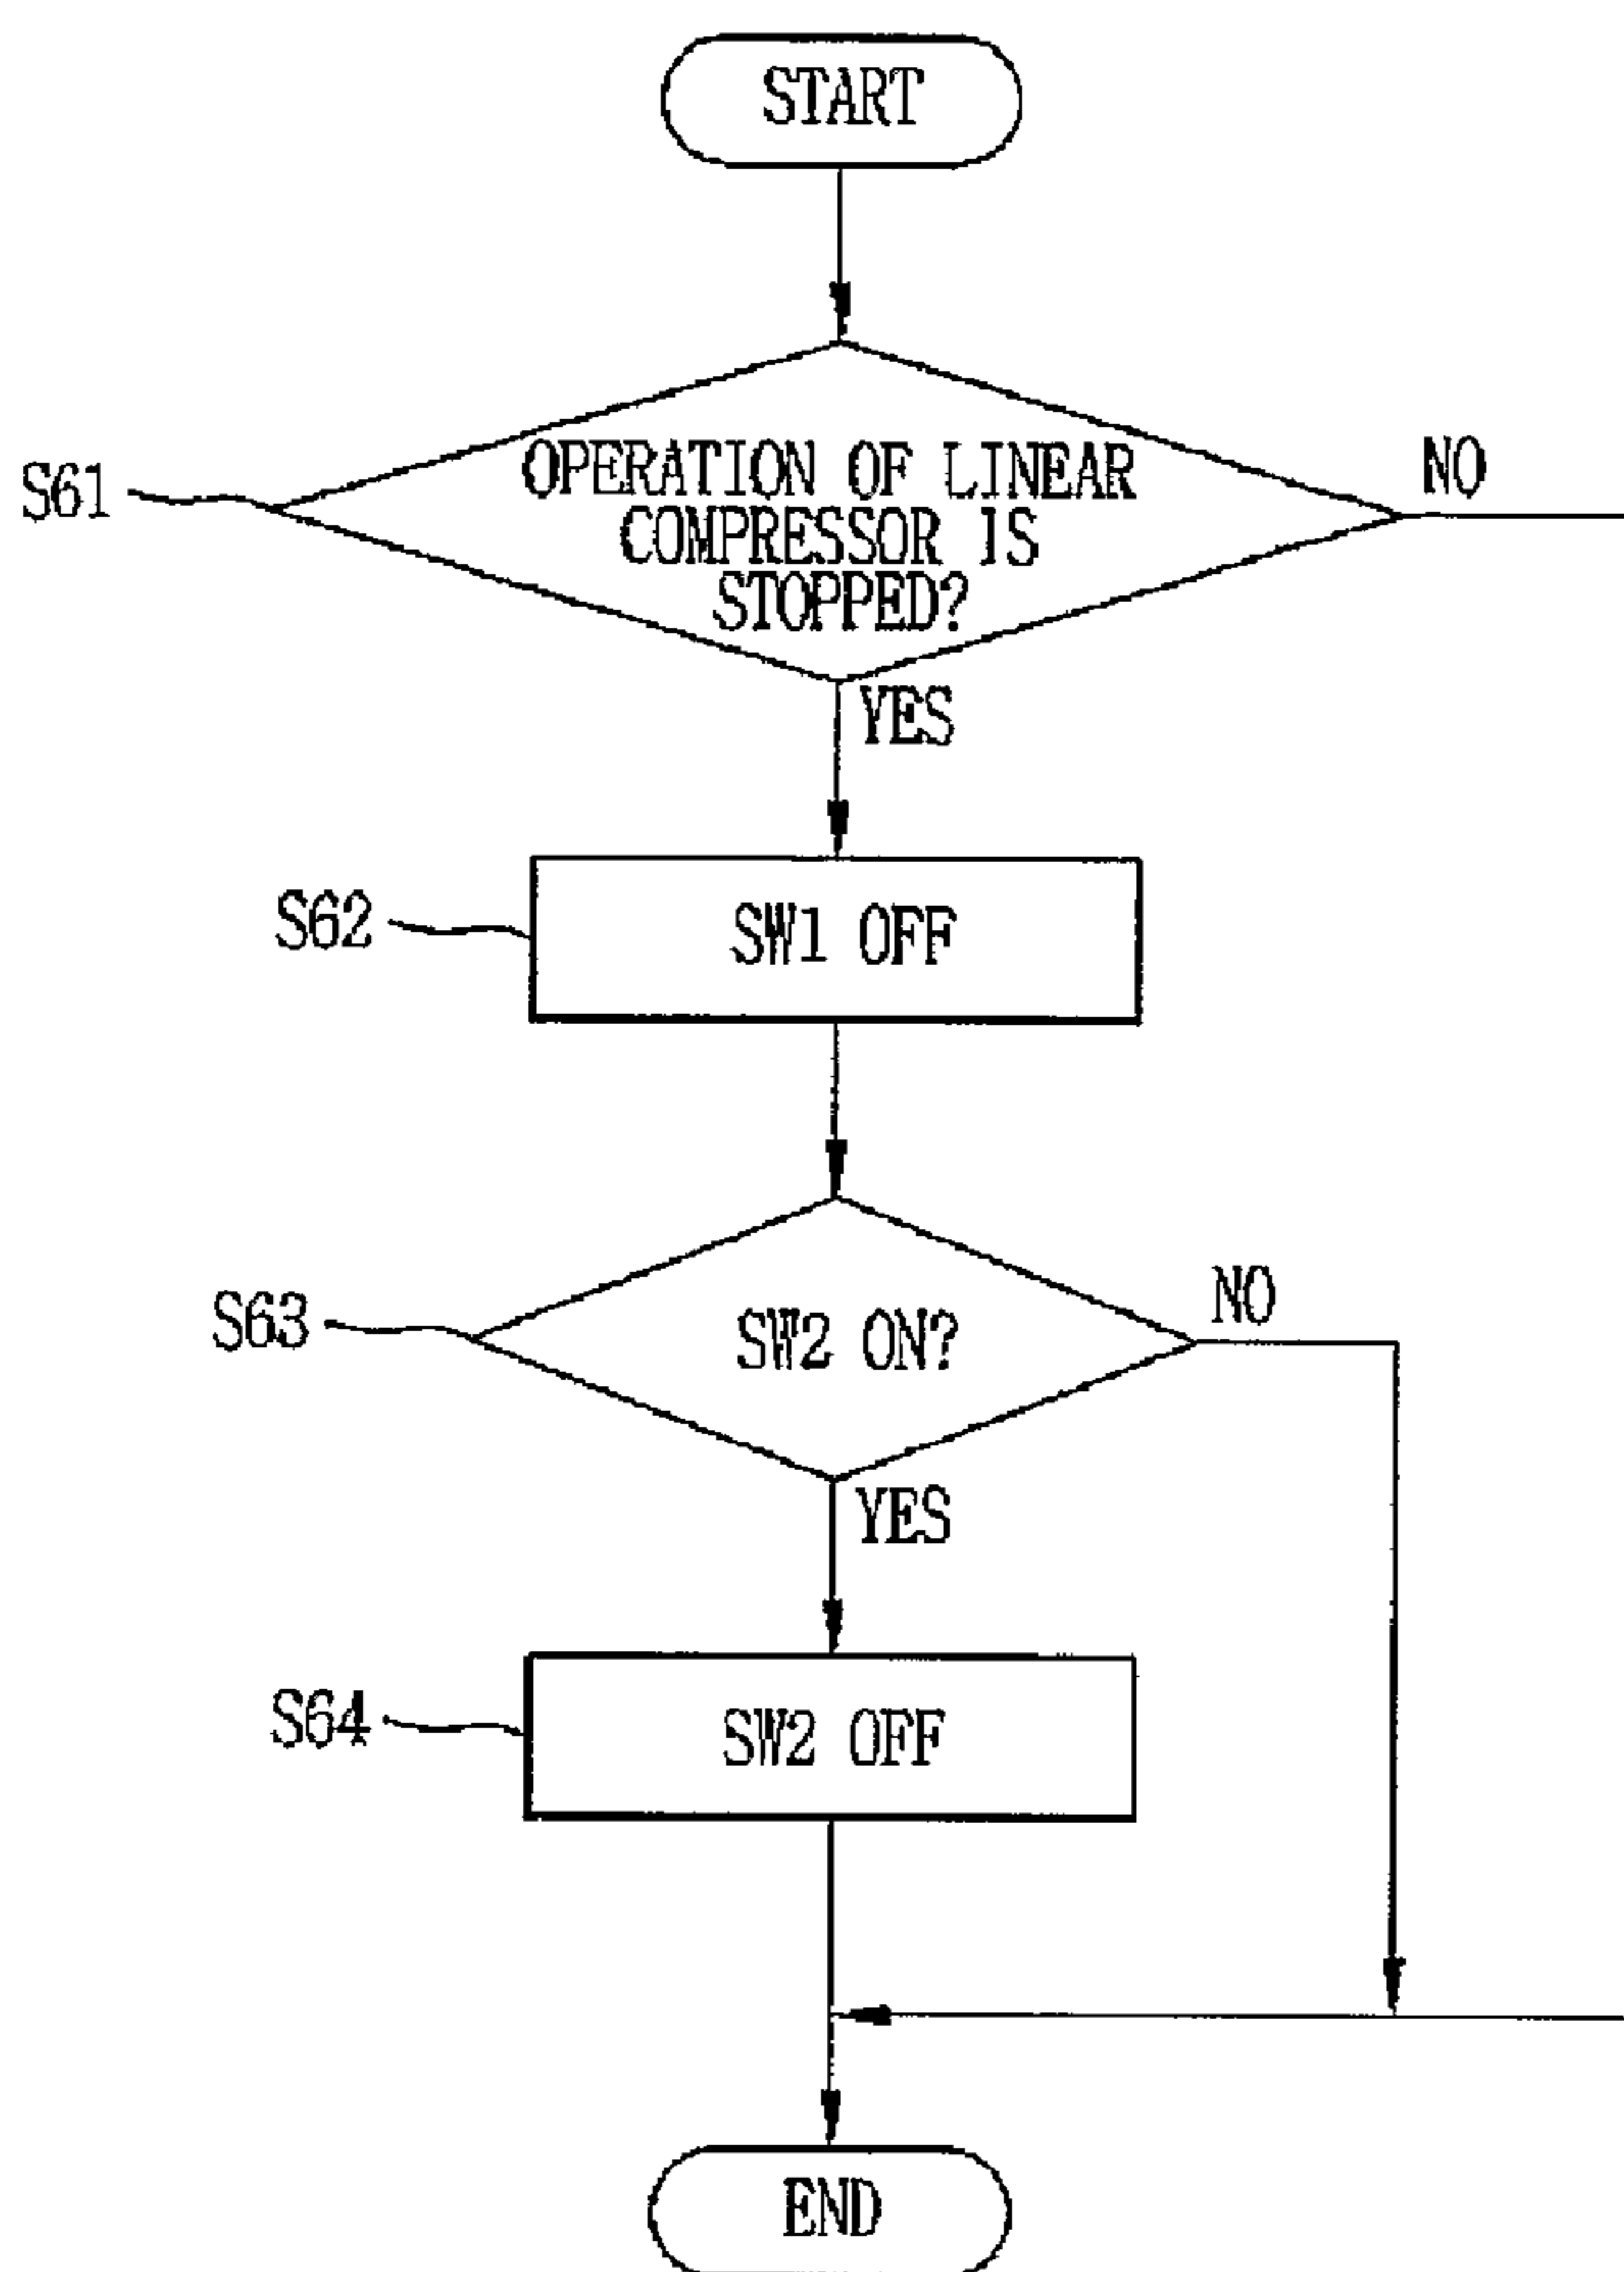 START
S61
OPERATION OF LINEAR
COMPRESSOR IS
STOPPED?
NO
YES
S62
SW1 OFF
S63
SW2 ON?
NO
YES
S64
SW2 OFF
END